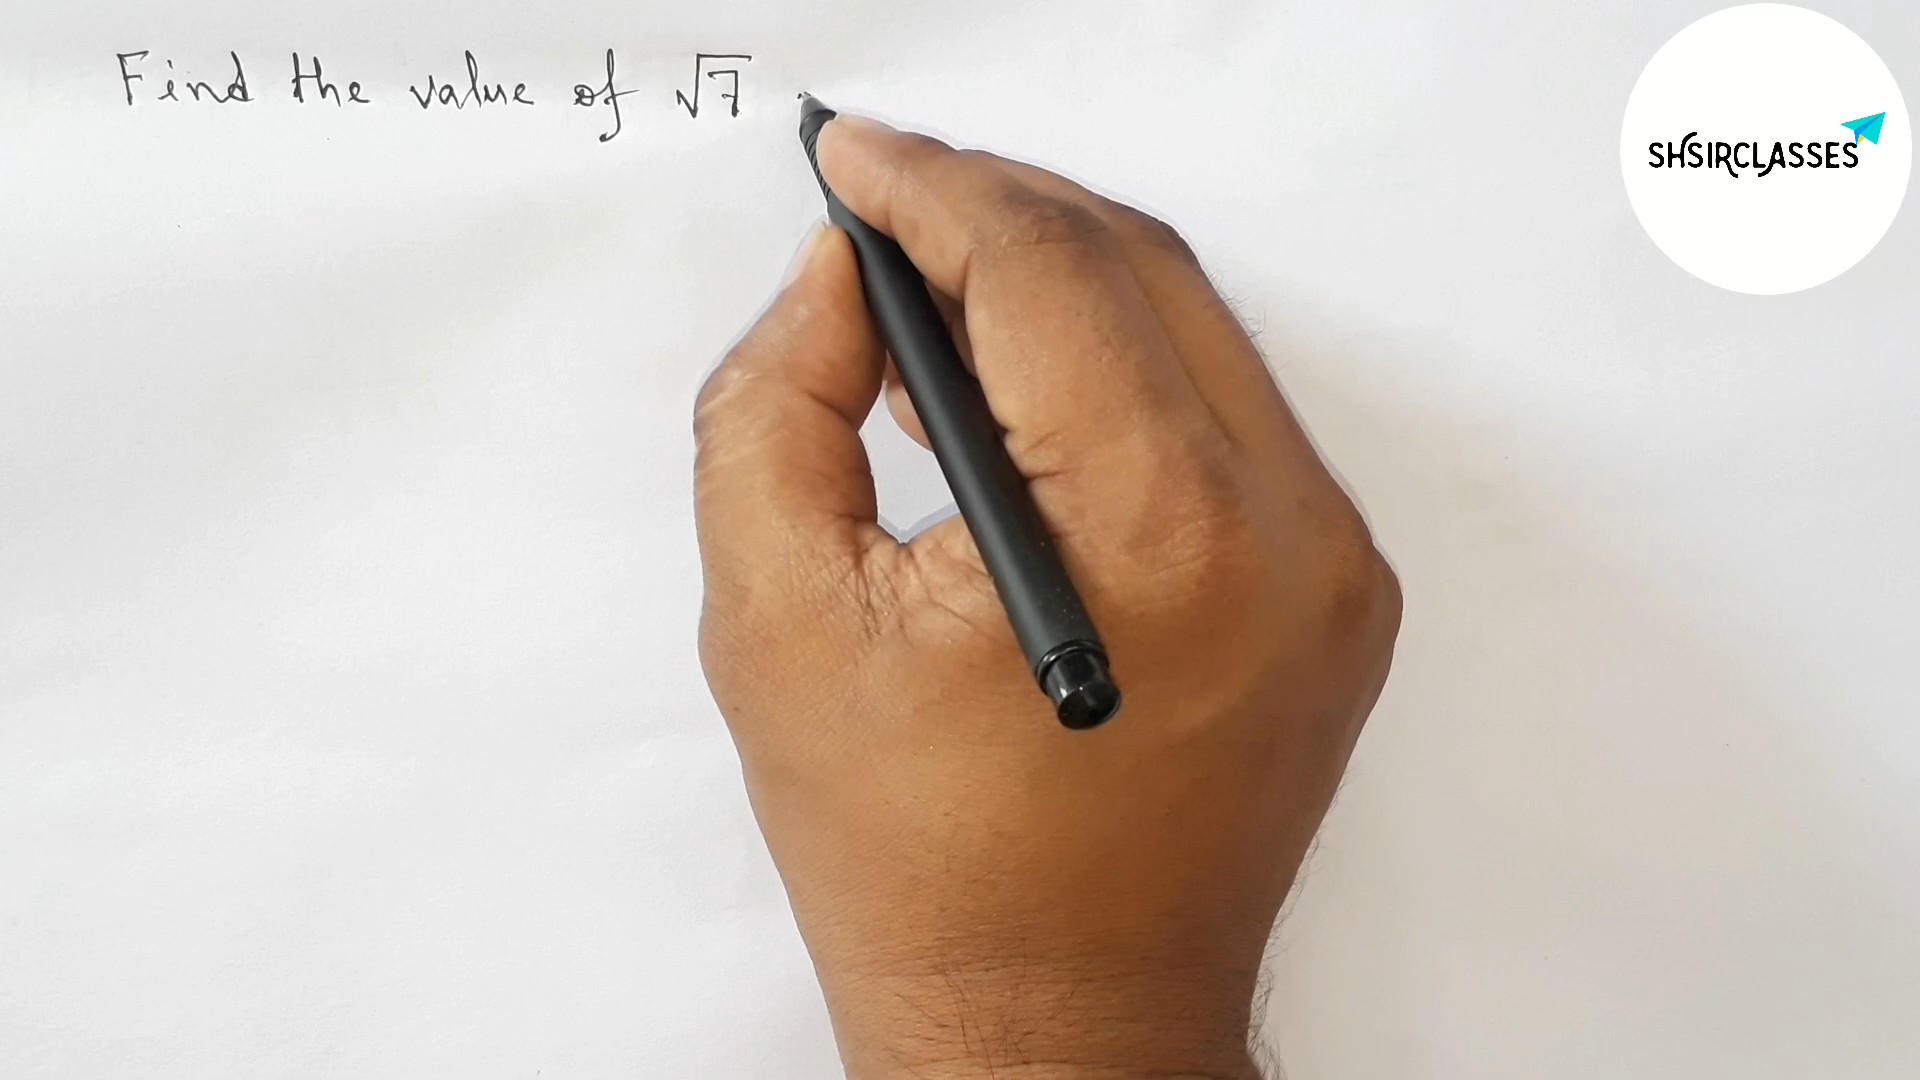 Find the value of √7
SHSIRCLASSES